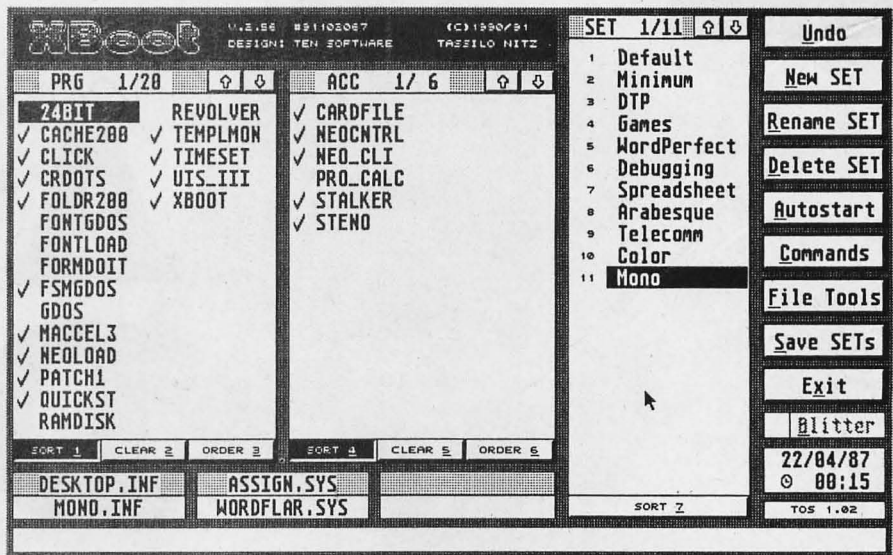 XBoot
V.2.56 #91102067 (C)1990/91
DESIGN: TEN SOFTWARE TASSILO NITZ
PRG 1/20
24BIT
✓ CACHE200
✓ CLICK
✓ CRDOTS
✓ FOLDR200
FONTGDOS
FONTLOAD
FORMDOIT
✓ FSMGDOS
GDOS
✓ MACCEL3
✓ NEOLOAD
✓ PATCH1
✓ QUICKST
RAMDISK
REVOLVER
✓ TEMPLMON
✓ TIMESET
✓ UIS_III
✓ XBOOT
SORT 1 CLEAR 2 ORDER 3
ACC 1/ 6
✓ CARDFILE
✓ NEOCNTRL
✓ NEO_CLI
PRO_CALC
✓ STALKER
✓ STENO
SORT 4 CLEAR 5 ORDER 6
DESKTOP.INF ASSIGN.SYS
MONO.INF WORDFLAR.SYS
SET 1/11
1 Default
2 Minimum
3 DTP
4 Games
5 WordPerfect
6 Debugging
7 Spreadsheet
8 Arabesque
9 Telecomm
10 Color
11 Mono
SORT 7
Undo
New SET
Rename SET
Delete SET
Autostart
Commands
File Tools
Save SETs
Exit
Blitter
22/04/87
00:15
TOS 1.02